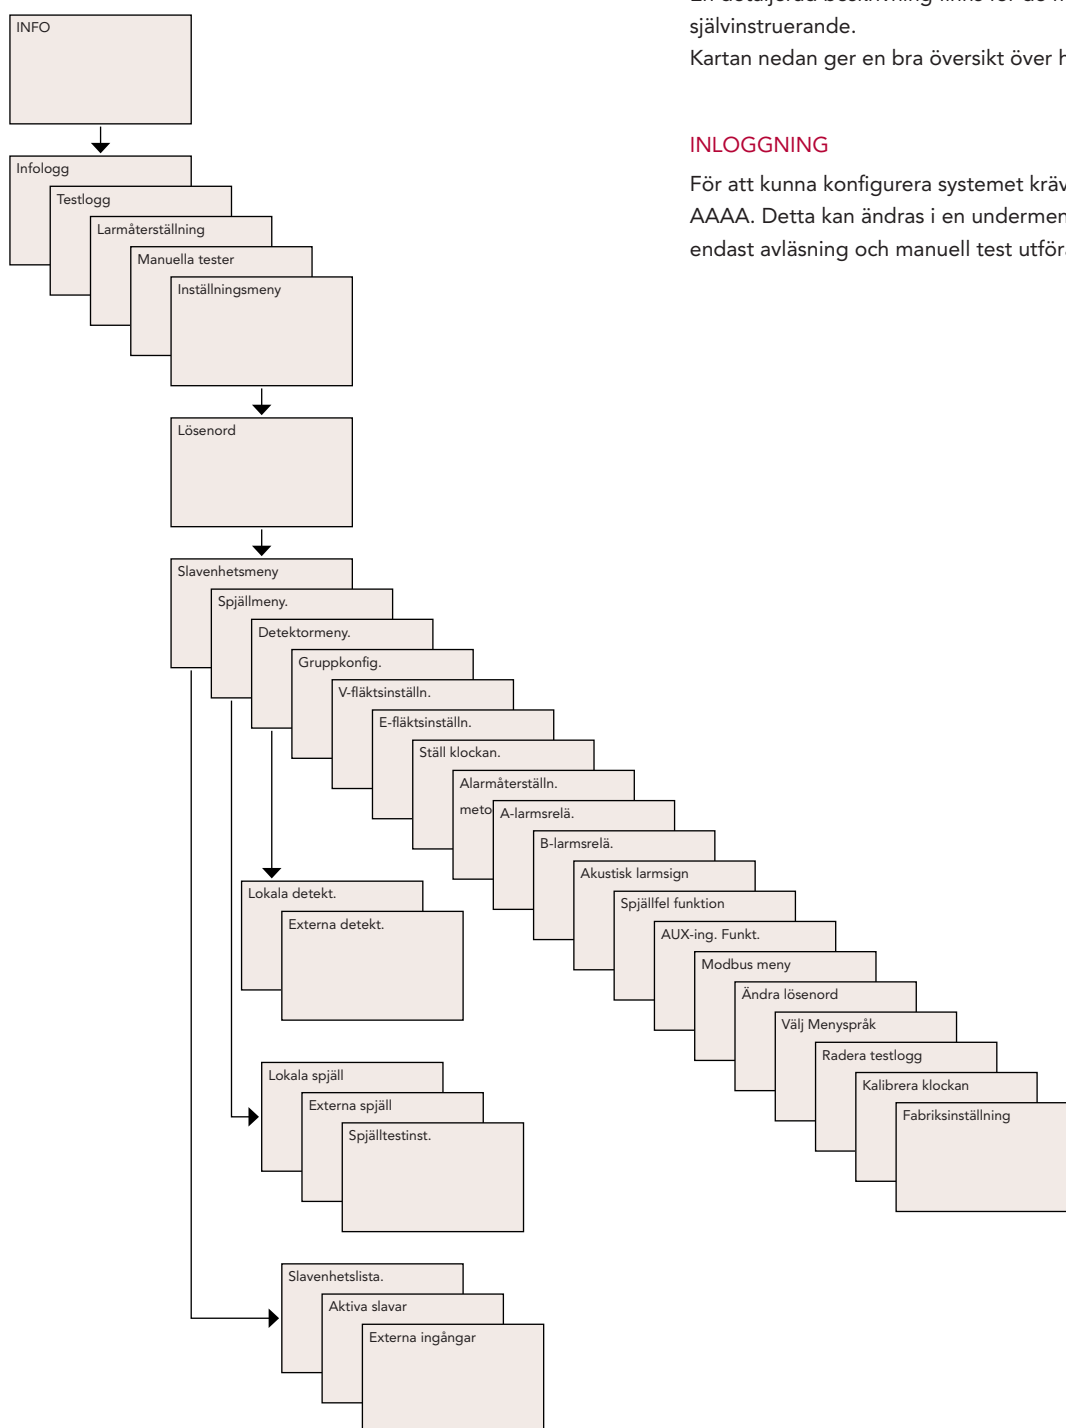 självinstruerande.
Kartan nedan ger en bra översikt över
INLOGGNING
För att kunna konfigurera systemet
AAAA. Detta kan ändras i en
endast avläsning och manuell test
INFO
Infologg
Testlogg
Larmåterställning
Manuella tester
Inställningsmeny
Lösenord
Slavenhetsmeny
Spjällmeny.
Detektormeny.
Gruppkonfig.
V-fläktsinställn.
E-fläktsinställn.
Ställ klockan.
Alarmåterställn.
meto
A-larmsrelä.
B-larmsrelä.
Akustisk larmsign
Spjällfel funktion
AUX-ing. Funkt.
Modbus meny
Ändra lösenord
Välj Menyspråk
Radera testlogg
Kalibrera klockan
Fabriksinställning
Lokala detekt.
Externa detekt.
Lokala spjäll
Externa spjäll
Spjälltestinst.
Slavenhetslista.
Aktiva slavar
Externa ingångar